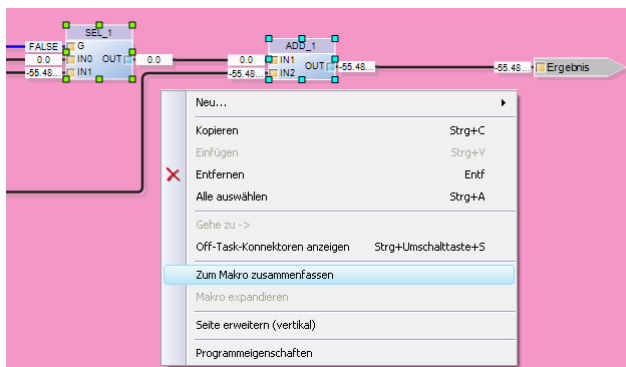 SEL_1
FALSE G
0.0 IN0 OUT 0.0
-55.48... IN1
ADD_1
0.0 IN1 OUT -55.48...
-55.48... IN2
-55.48... Ergebnis
Neu...
Kopieren Strg+C
Einfügen Strg+V
Entfernen Entf
Alle auswählen Strg+A
Gehe zu ->
Off-Task-Konnektoren anzeigen Strg+Umschalttaste+S
Zum Makro zusammenfassen
Makro expandieren
Seite erweitern (vertikal)
Programmeigenschaften